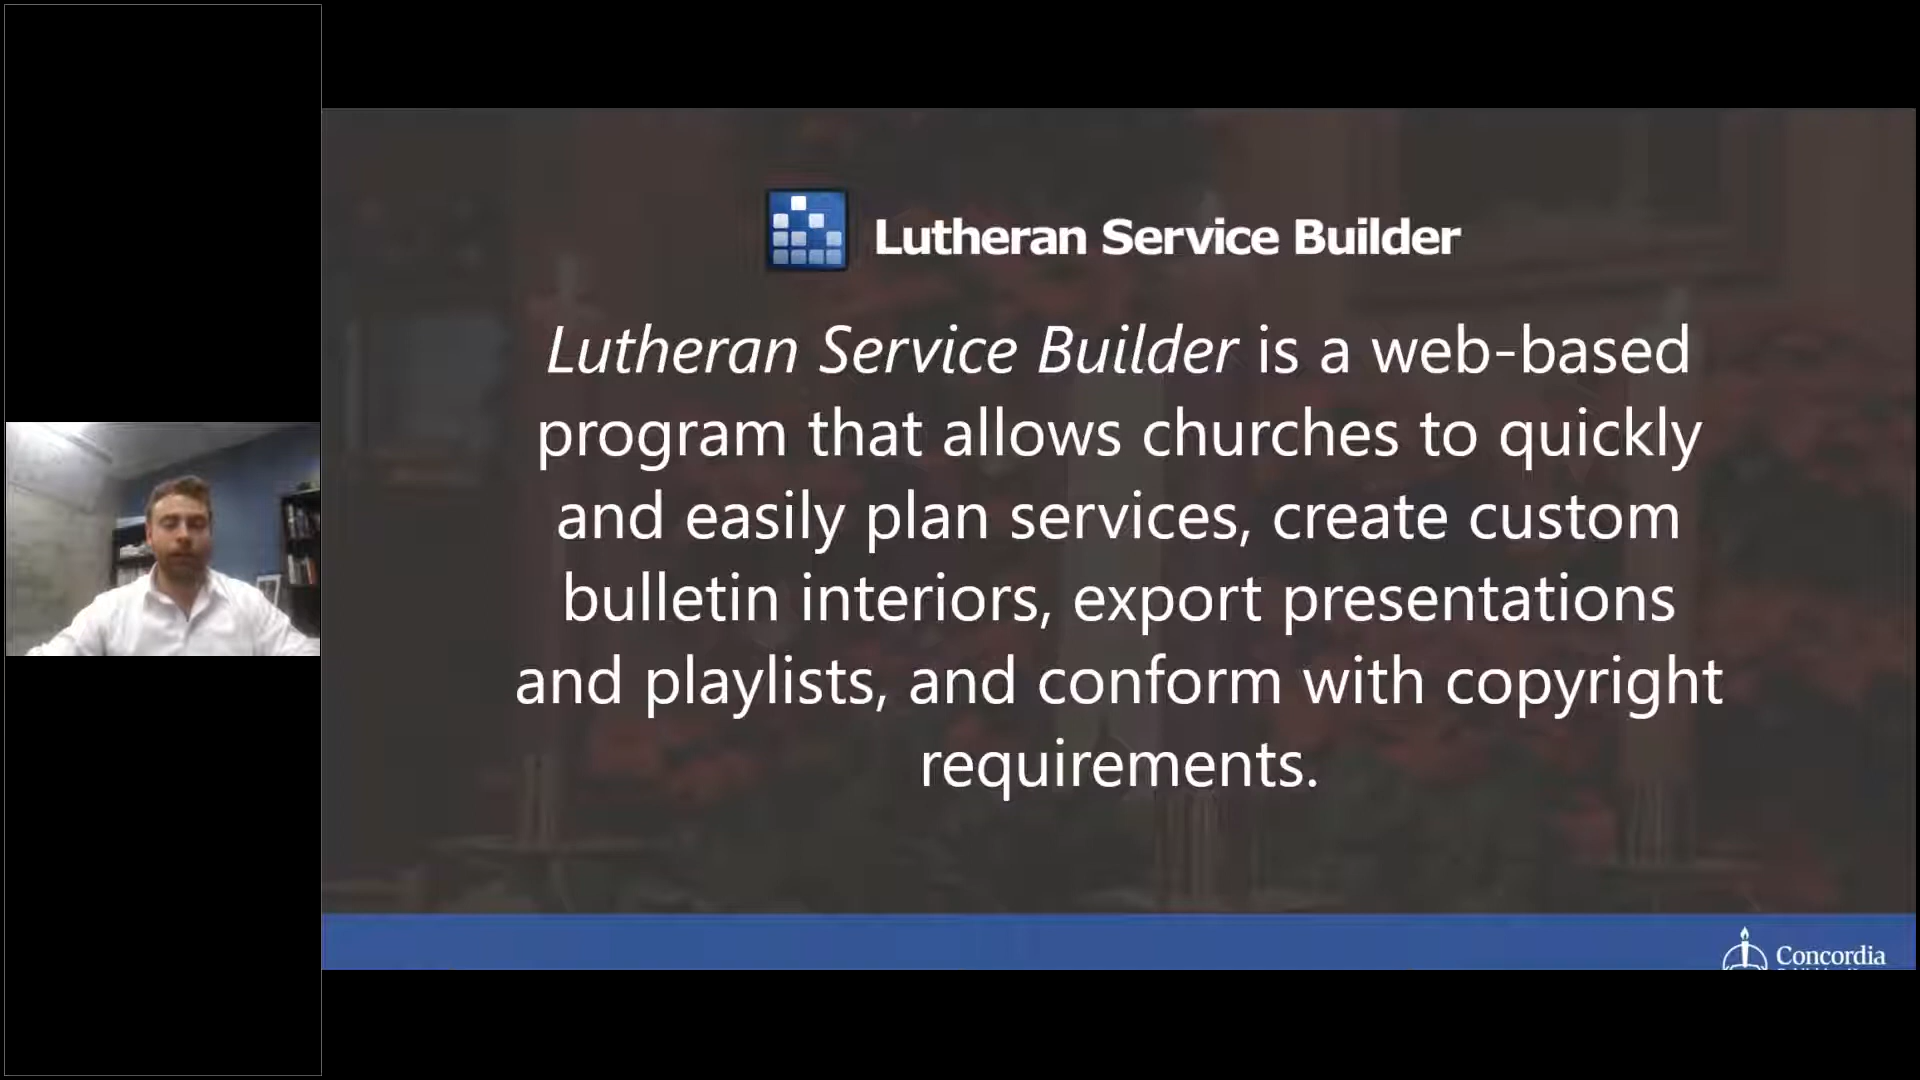 Lutheran Service Builder
Lutheran Service Builder is a web-based
program that allows churches to quickly
and easily plan services, create custom
bulletin interiors, export presentations
and playlists, and conform with copyright
requirements.
Concordia